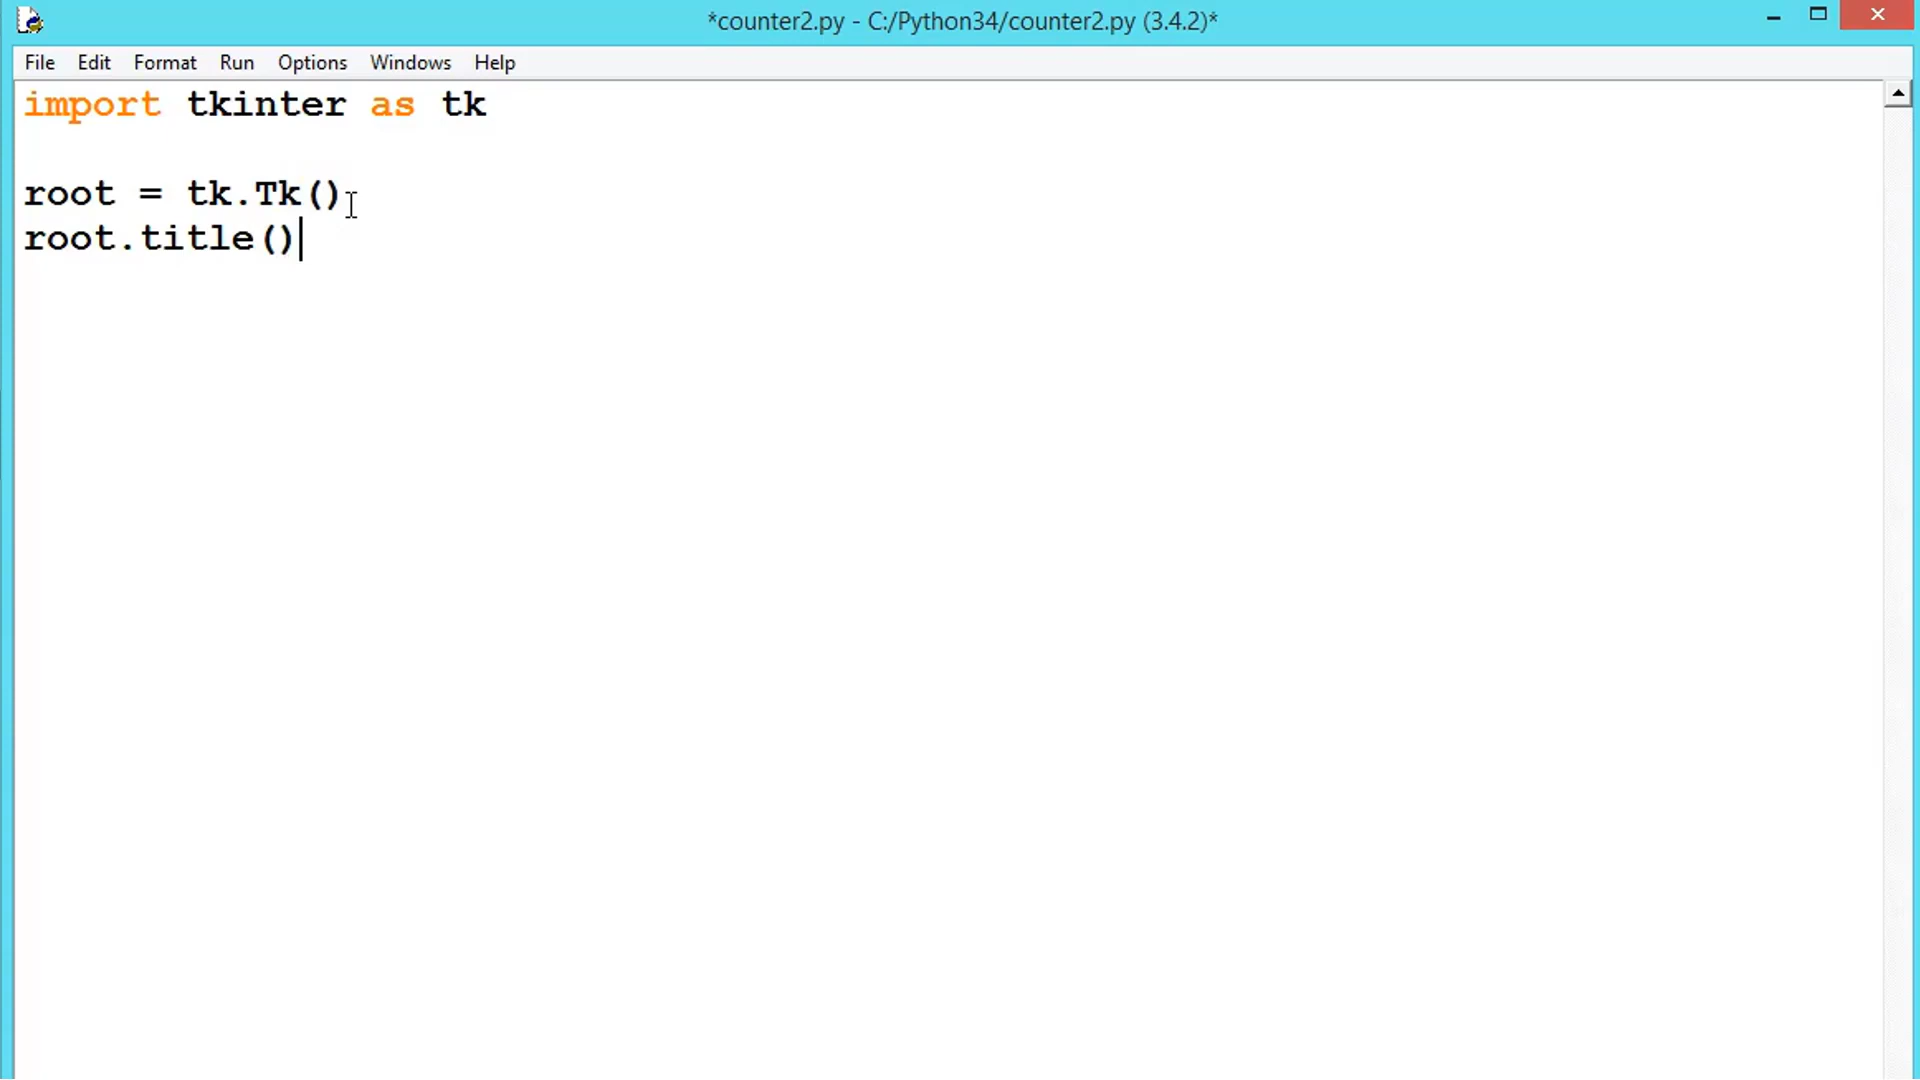 *counter2.py - C:/Python34/counter2.py (3.4.2)*
File Edit Format Run Options Windows Help
import tkinter as tk
root = tk.Tk()
root.title()